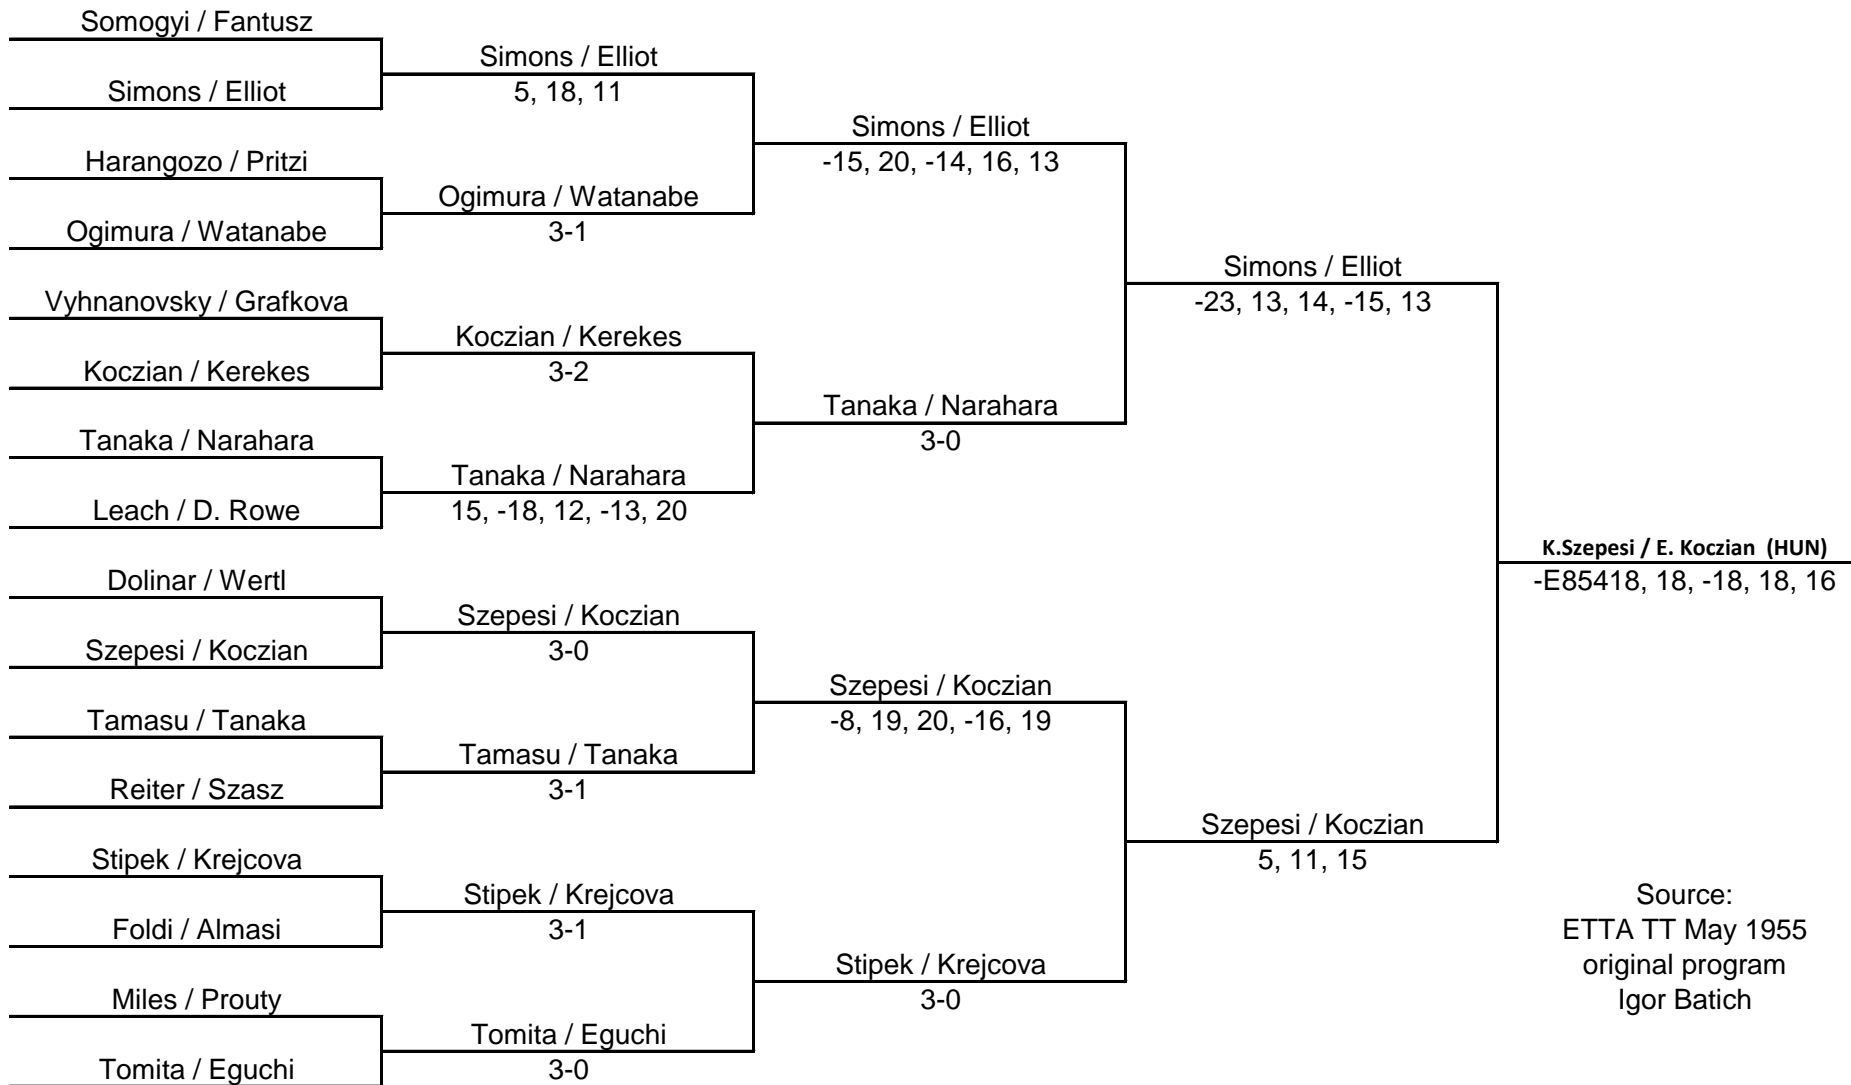 Somogyi / Fantusz
Simons / Elliot
Simons / Elliot
5, 18, 11
Harangozo / Pritzi
Ogimura / Watanabe
Ogimura / Watanabe
3-1
Simons / Elliot
-15, 20, -14, 16, 13
Vyhnanovsky / Grafkova
Koczian / Kerekes
Koczian / Kerekes
3-2
Tanaka / Narahara
Leach / D. Rowe
Tanaka / Narahara
15, -18, 12, -13, 20
Tanaka / Narahara
3-0
Simons / Elliot
-23, 13, 14, -15, 13
Dolinar / Wertl
Szepesi / Koczian
Szepesi / Koczian
3-0
Tamasu / Tanaka
Reiter / Szasz
Tamasu / Tanaka
3-1
Szepesi / Koczian
-8, 19, 20, -16, 19
Stipek / Krejcova
Foldi / Almasi
Stipek / Krejcova
3-1
Miles / Prouty
Tomita / Eguchi
Tomita / Eguchi
3-0
Stipek / Krejcova
3-0
Szepesi / Koczian
5, 11, 15
K.Szepesi / E. Koczian (HUN)
-E85418, 18, -18, 18, 16
Source:
ETTA TT May 1955
original program
Igor Batich